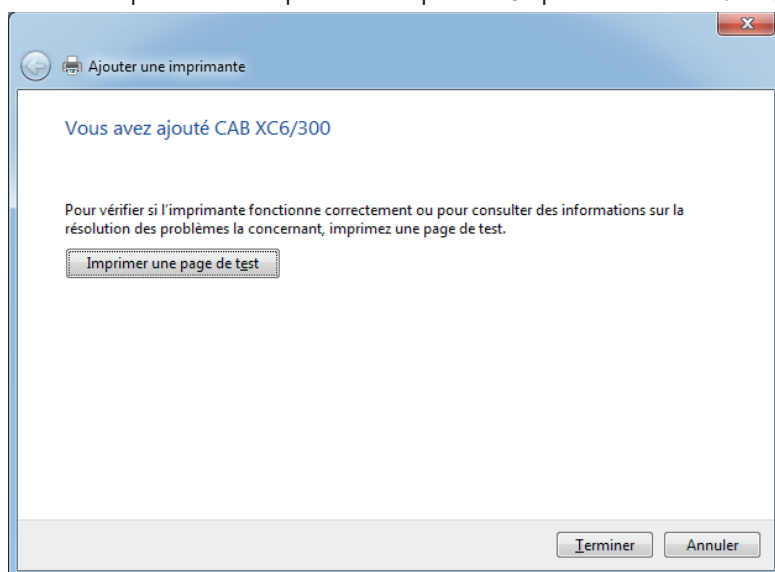 Ajouter une imprimante
Vous avez ajouté CAB XC6/300
Pour vérifier si l'imprimante fonctionne correctement ou pour consulter des informations sur la
résolution des problèmes la concernant, imprimez une page de test.
Imprimer une page de test
Terminer Annuler